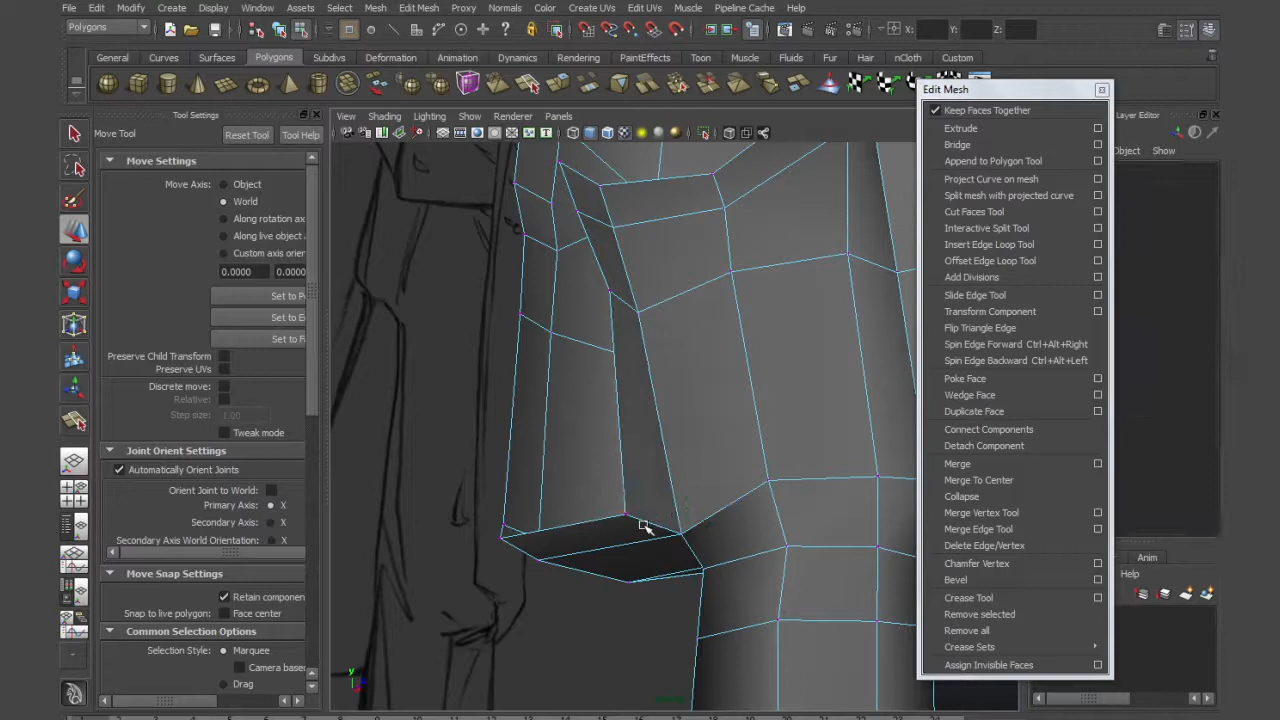 File Edit Modify Create Display Window Assets Select Mesh Edit Mesh Proxy Normals Color Create UVs Edit UVs Muscle Pipeline Cache Help
Polygons X: Y: Z:
General Curves Surfaces Polygons Subdivs Deformation Animation Dynamics Rendering PaintEffects Toon Muscle Fluids Fur Hair nCloth Custom
Tool Settings
Move Tool Reset Tool Tool Help
Move Settings
Move Axis: Object
World
Along rotation ax
Along live object
Custom axis orien
0.0000 0.0000
Set to P
Set to E
Set to F
Preserve Child Transform
Preserve UVs
Discrete move:
Relative:
Step size: 1.00
Tweak mode
Joint Orient Settings
Automatically Orient Joints
Orient Joint to World:
Primary Axis: X
Secondary Axis: X
Secondary Axis World Orientation:
Move Snap Settings
Retain componen
Snap to live polygon: Face center
Common Selection Options
Selection Style: Marquee
Camera based
Drag
View Shading Lighting Show Renderer Panels
y
Edit Mesh
Keep Faces Together
Extrude
Bridge
Append to Polygon Tool
Project Curve on mesh
Split mesh with projected curve
Cut Faces Tool
Interactive Split Tool
Insert Edge Loop Tool
Offset Edge Loop Tool
Add Divisions
Slide Edge Tool
Transform Component
Flip Triangle Edge
Spin Edge Forward Ctrl+Alt+Right
Spin Edge Backward Ctrl+Alt+Left
Poke Face
Wedge Face
Duplicate Face
Connect Components
Detach Component
Merge
Merge To Center
Collapse
Merge Vertex Tool
Merge Edge Tool
Delete Edge/Vertex
Chamfer Vertex
Bevel
Crease Tool
Remove selected
Remove all
Crease Sets
Assign Invisible Faces
Layer Editor
Object Show
Anim
Help